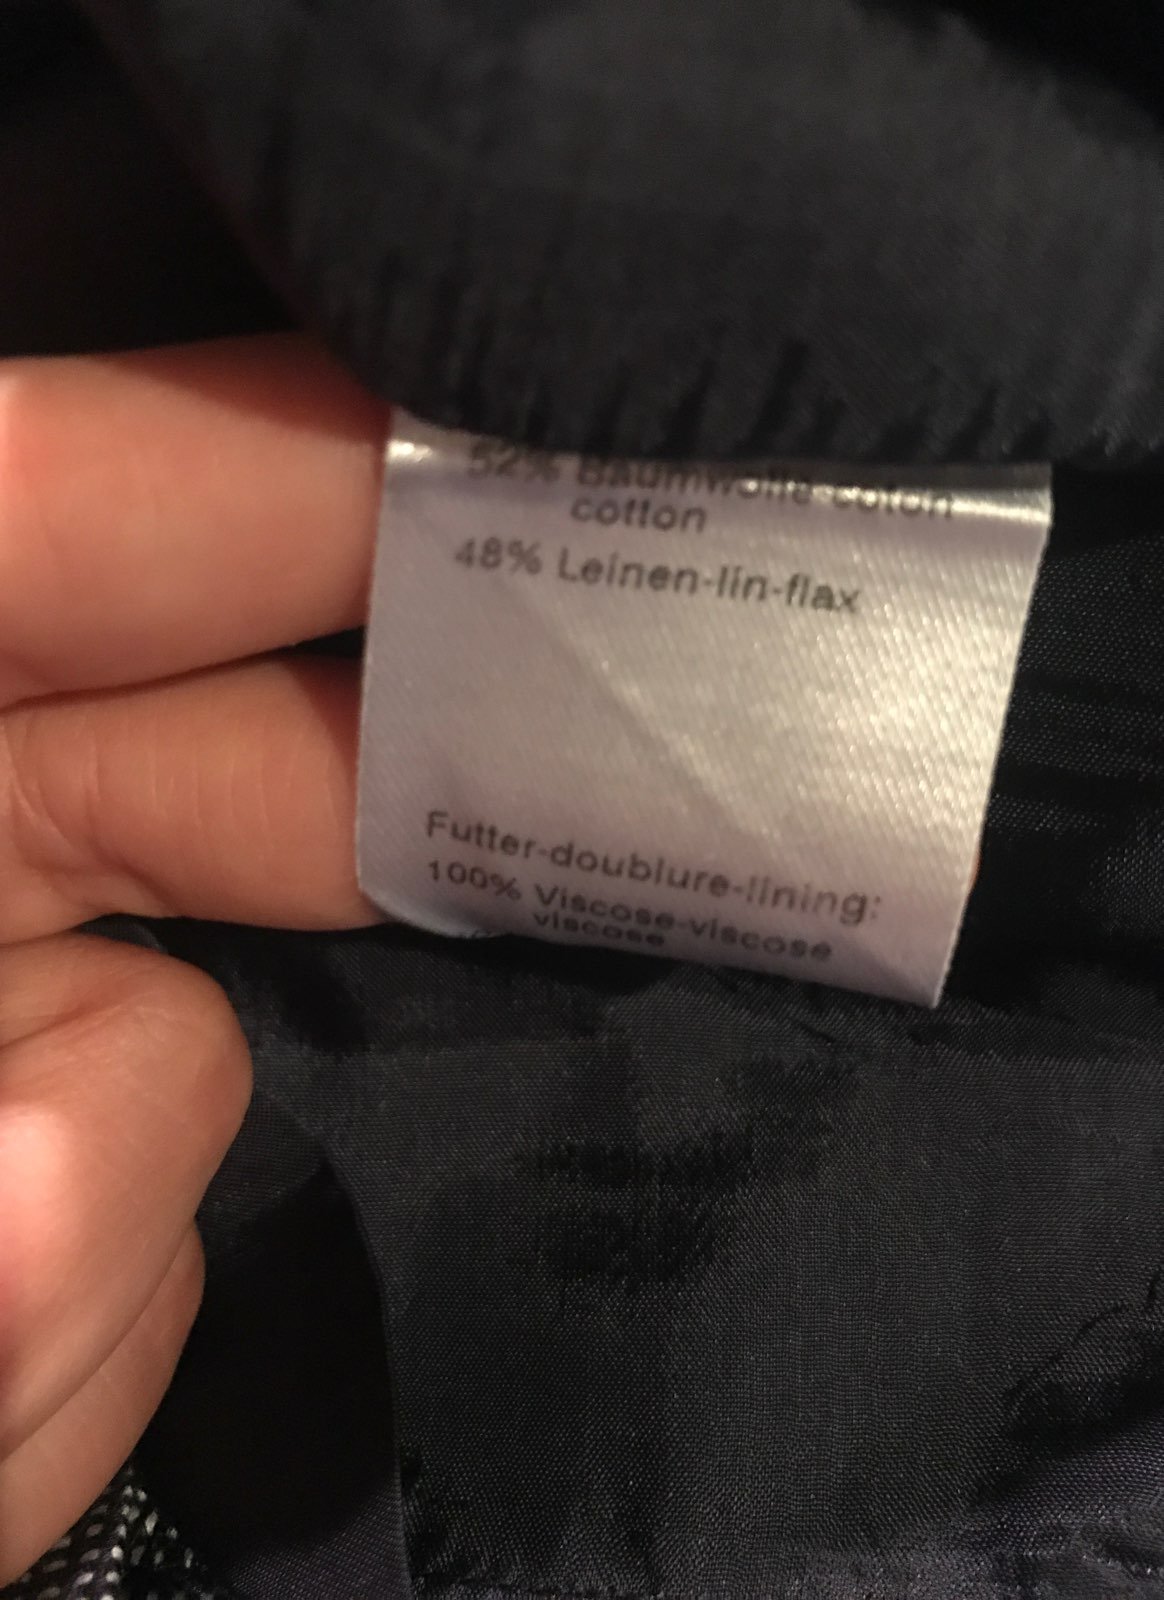 52% Baumwolle-coton
cotton
48% Leinen-lin-flax
Futter-doublure-lining:
100% Viscose-viscose
viscose